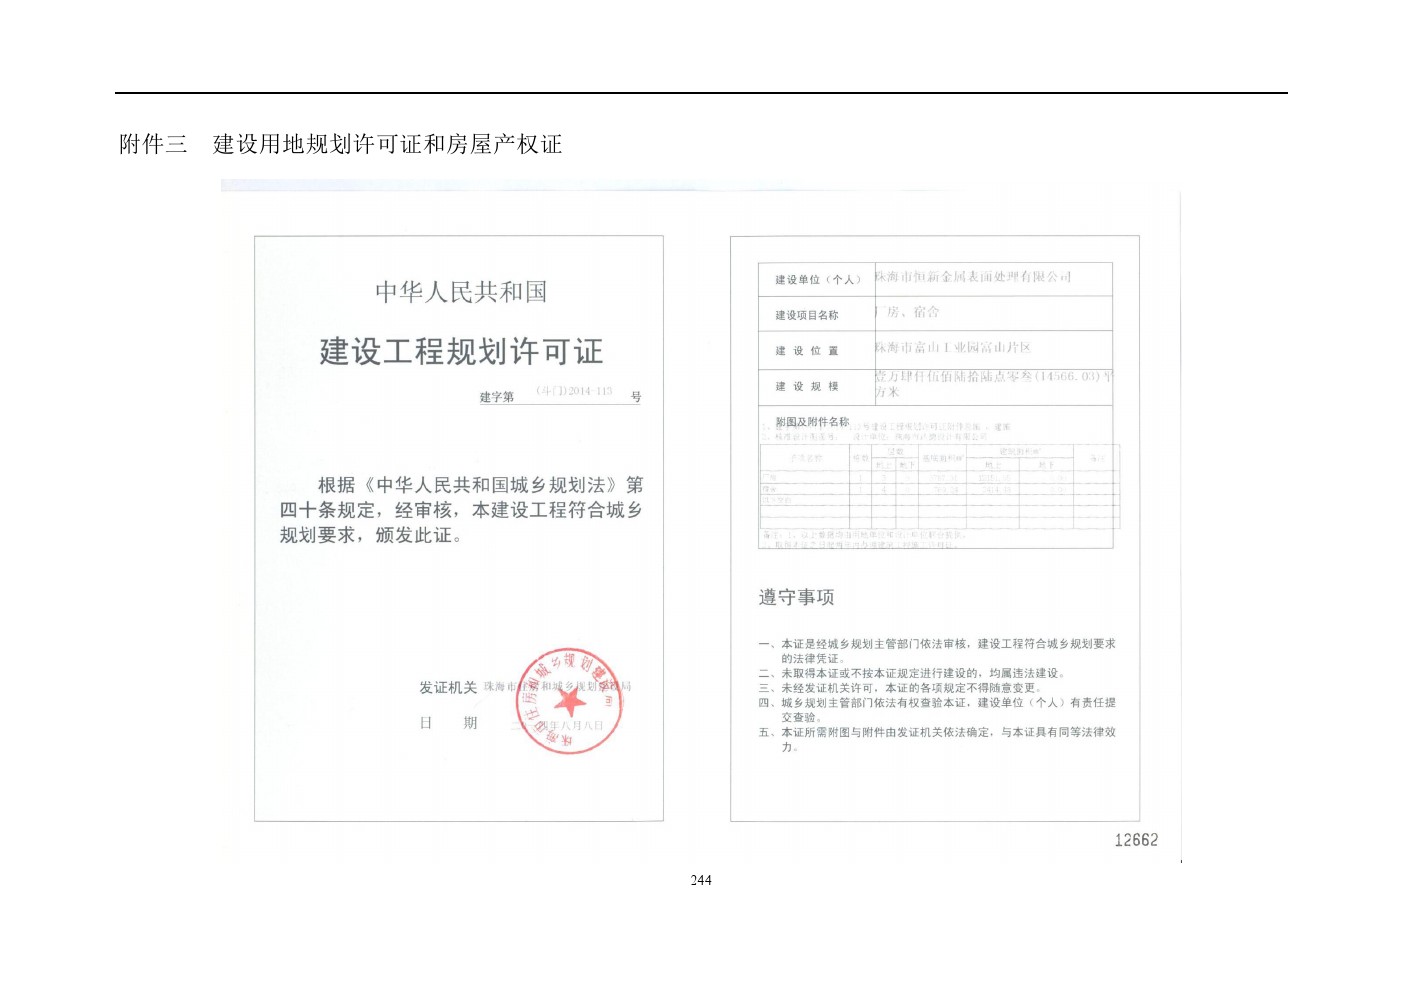 附件三 建设用地规划许可证和房屋产权证
中华人民共和国
建设工程规划许可证
建字第 (斗门)2014-113 号
根据《中华人民共和国城乡规划法》第
四十条规定，经审核，本建设工程符合城乡
规划要求，颁发此证。
发证机关 珠海市住房和城乡规划建设局
日 期 二〇一四年八月八日
建设单位（个人） 珠海市恒新金属表面处理有限公司
建设项目名称 厂房、宿舍
建设位置 珠海市富山工业园富山片区
建设规模 壹万肆仟伍佰陆拾陆点零叁(14566.03)平
方米
附图及附件名称
层数
地上 地下
地上 地下
遵守事项
一、本证是经城乡规划主管部门依法审核，建设工程符合城乡规划要求
的法律凭证。
二、未取得本证或不按本证规定进行建设的，均属违法建设。
三、未经发证机关许可，本证的各项规定不得随意变更。
四、城乡规划主管部门依法有权查验本证，建设单位（个人）有责任提
交查验。
五、本证所需附图与附件由发证机关依法确定，与本证具有同等法律效
力。
12662
244